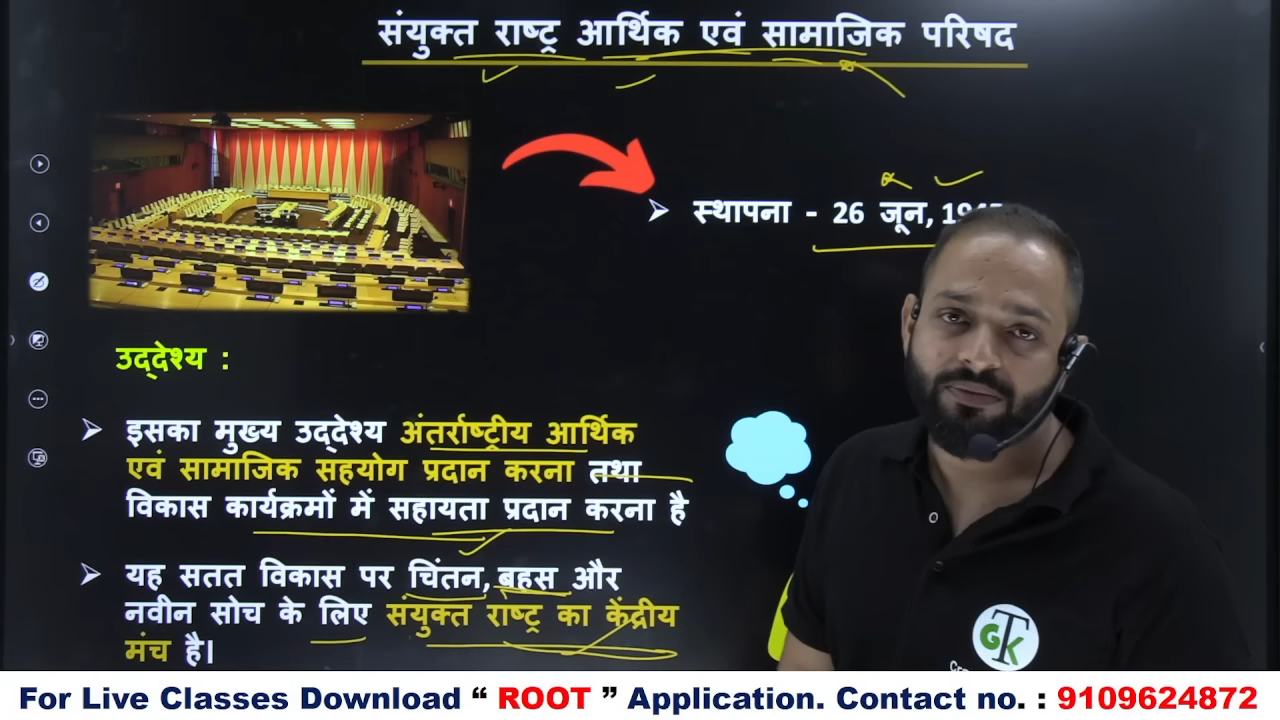 संयुक्त राष्ट्र आर्थिक एवं सामाजिक परिषद
स्थापना - 26 जून,
उद्देश्य :
इसका मुख्य उद्देश्य अंतर्राष्ट्रीय आर्थिक
एवं सामाजिक सहयोग प्रदान करना तथा
विकास कार्यक्रमों में सहायता प्रदान करना है
यह सतत विकास पर चिंतन, बहस और
नवीन सोच के लिए संयुक्त राष्ट्र का केंद्रीय
मंच है।
GTK
For Live Classes Download “ ROOT ” Application. Contact no. : 9109624872